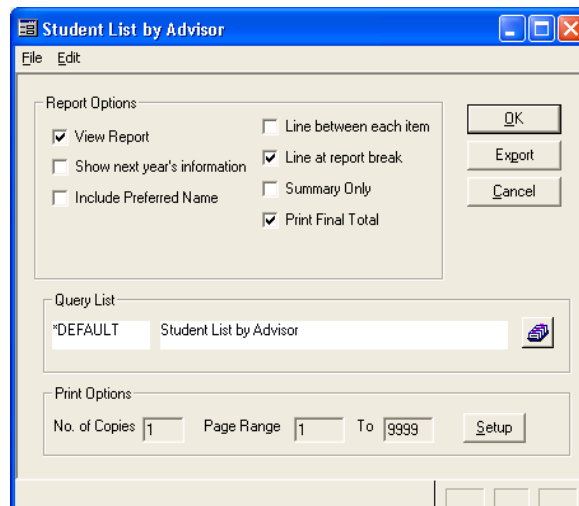 Student List by Advisor
File Edit
Report Options
View Report
Show next year's information
Include Preferred Name
Line between each item
Line at report break
Summary Only
Print Final Total
OK
Export
Cancel
Query List
*DEFAULT Student List by Advisor
Print Options
No. of Copies 1 Page Range 1 To 9999 Setup